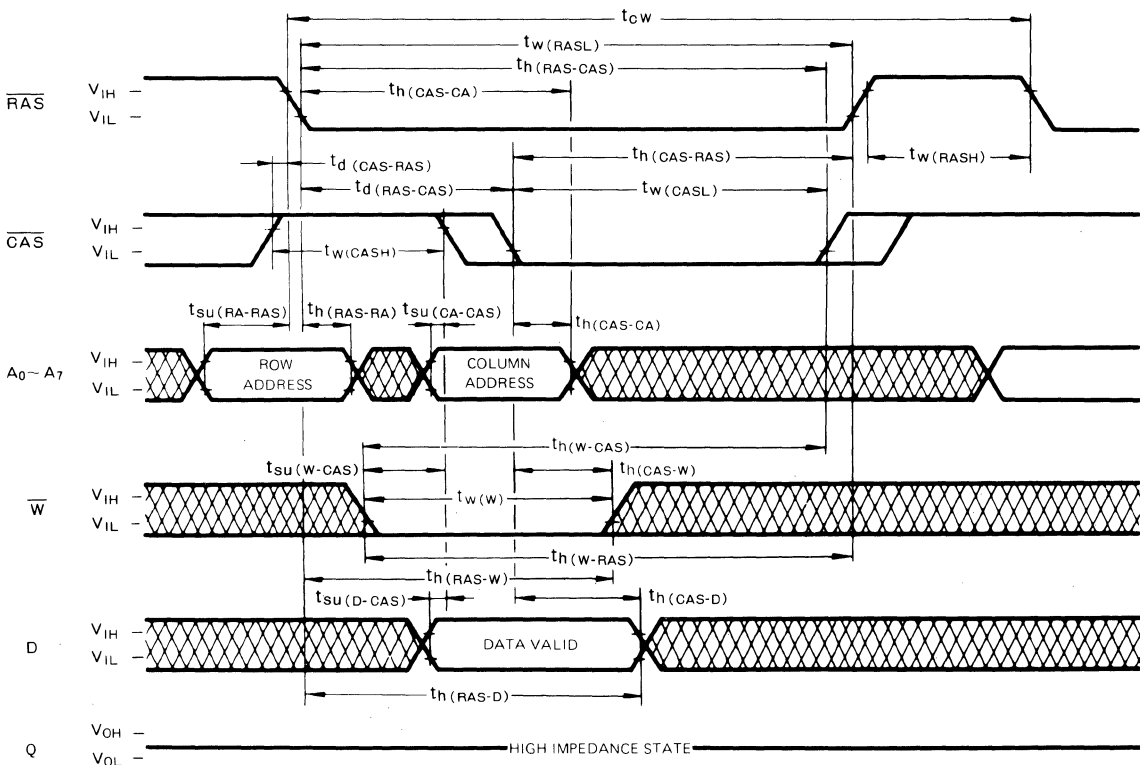 tCW
tW(RASL)
th(RAS-CAS)
th(CAS-CA)
RAS
VIH
VIL
th(CAS-RAS)
tW(RASH)
td(CAS-RAS)
td(RAS-CAS)
tW(CASL)
CAS
VIH
VIL
tW(CASH)
tsu(RA-RAS)
th(RAS-RA)
tsu(CA-CAS)
th(CAS-CA)
A0~A7
VIH
VIL
ROW
ADDRESS
COLUMN
ADDRESS
th(W-CAS)
tsu(W-CAS)
th(CAS-W)
W
VIH
VIL
tW(W)
th(W-RAS)
th(RAS-W)
tsu(D-CAS)
th(CAS-D)
D
VIH
VIL
DATA VALID
th(RAS-D)
Q
VOH
VOL
HIGH IMPEDANCE STATE